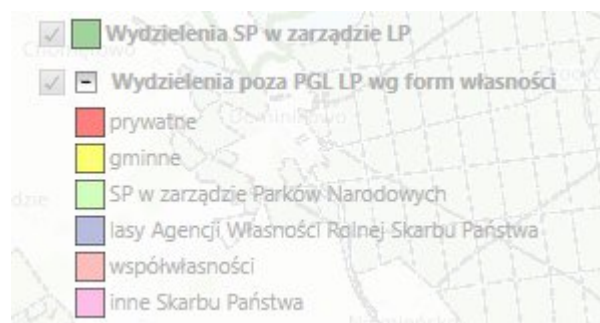 Wydzielenia SP w zarządzie LP
Wydzielenia poza PGL LP wg form własności
prywatne
gminne
SP w zarządzie Parków Narodowych
lasy Agencji Własności Rolnej Skarbu Państwa
współwłasności
inne Skarbu Państwa